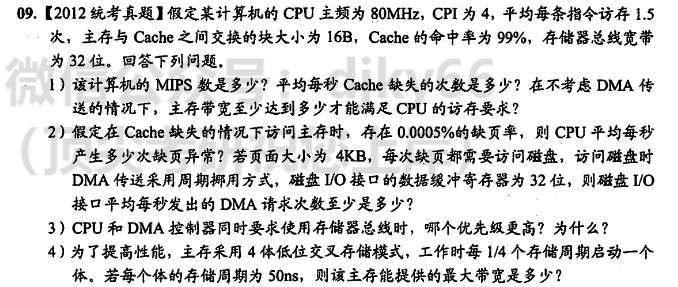 09.【2012 统考真题】假定某计算机的 CPU 主频为 80MHz，CPI 为 4，平均每条指令访存 1.5
次，主存与 Cache 之间交换的块大小为 16B，Cache 的命中率为 99%，存储器总线宽带
为 32 位。回答下列问题。
1）该计算机的 MIPS 数是多少？平均每秒 Cache 缺失的次数是多少？在不考虑 DMA 传
送的情况下，主存带宽至少达到多少才能满足 CPU 的访存要求？
2）假定在 Cache 缺失的情况下访问主存时，存在 0.0005%的缺页率，则 CPU 平均每秒
产生多少次缺页异常？若页面大小为 4KB，每次缺页都需要访问磁盘，访问磁盘时
DMA 传送采用周期挪用方式，磁盘 I/O 接口的数据缓冲寄存器为 32 位，则磁盘 I/O
接口平均每秒发出的 DMA 请求次数至少是多少？
3）CPU 和 DMA 控制器同时要求使用存储器总线时，哪个优先级更高？为什么？
4）为了提高性能，主存采用 4 体低位交叉存储模式，工作时每 1/4 个存储周期启动一个
体。若每个体的存储周期为 50ns，则该主存能提供的最大带宽是多少？